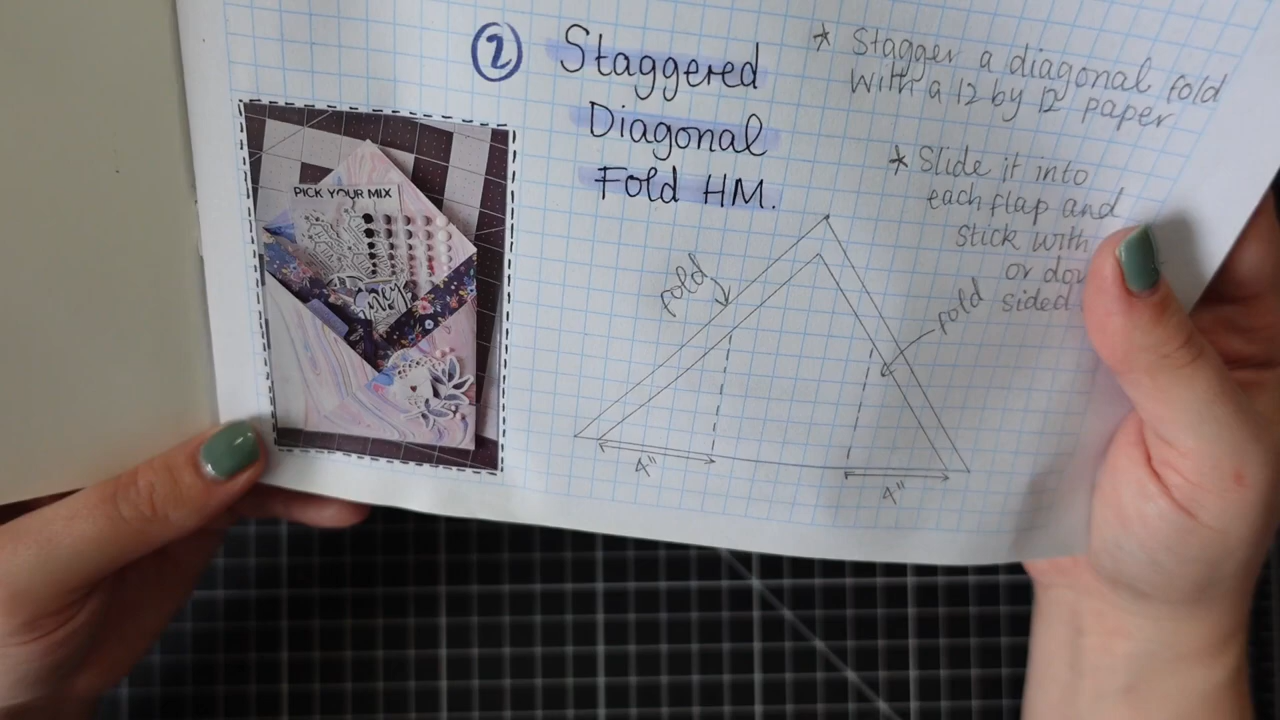 2 Staggered
Diagonal
Fold HM.
* Stagger a diagonal fold
with a 12 by 12 paper
* Slide it into
each flap and
stick with
or
sided
PICK YOUR MIX
fold
fold
4"
4"